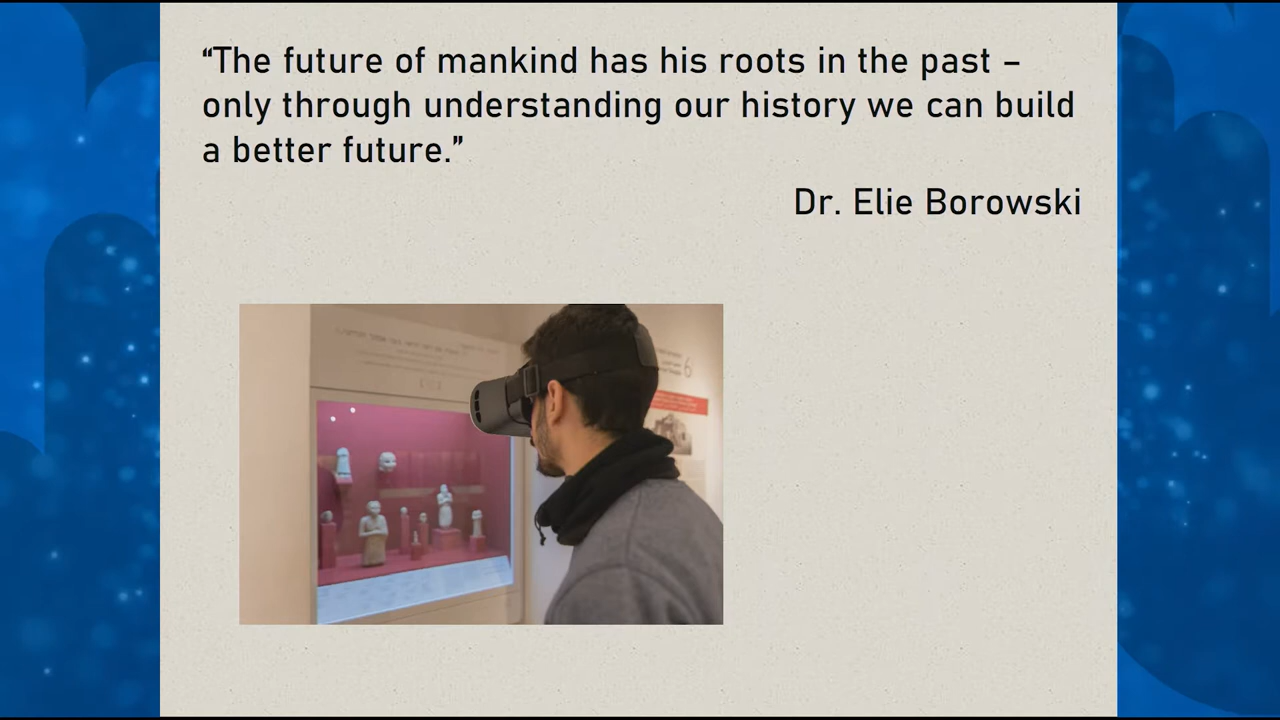 “The future of mankind has his roots in the past –
only through understanding our history we can build
a better future.”
Dr. Elie Borowski
6